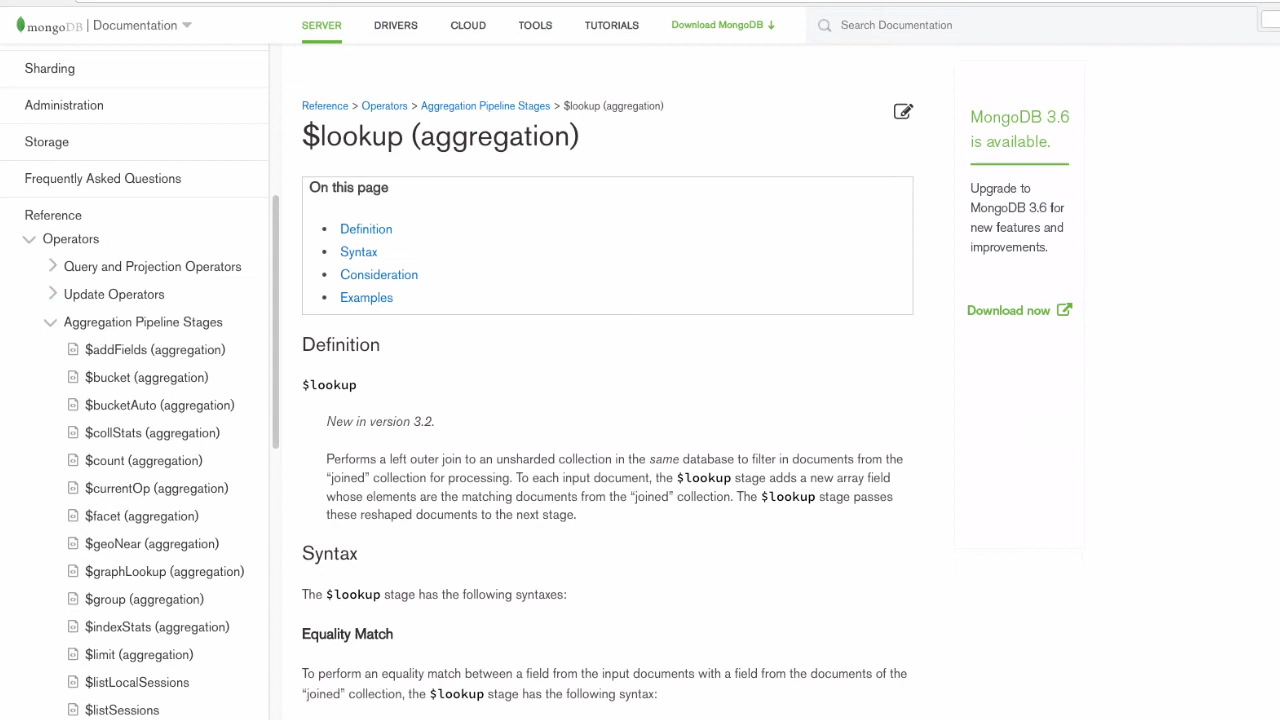 mongoDB | Documentation
SERVER
DRIVERS
CLOUD
TOOLS
TUTORIALS
Download MongoDB ↓
Search Documentation
Sharding
Administration
Storage
Frequently Asked Questions
Reference
Operators
Query and Projection Operators
Update Operators
Aggregation Pipeline Stages
$addFields (aggregation)
$bucket (aggregation)
$bucketAuto (aggregation)
$collStats (aggregation)
$count (aggregation)
$currentOp (aggregation)
$facet (aggregation)
$geoNear (aggregation)
$graphLookup (aggregation)
$group (aggregation)
$indexStats (aggregation)
$limit (aggregation)
$listLocalSessions
$listSessions
Reference > Operators > Aggregation Pipeline Stages > $lookup (aggregation)
$lookup (aggregation)
On this page
• Definition
• Syntax
• Consideration
• Examples
Definition
$lookup
New in version 3.2.
Performs a left outer join to an unsharded collection in the same database to filter in documents from the
“joined” collection for processing. To each input document, the $lookup stage adds a new array field
whose elements are the matching documents from the “joined” collection. The $lookup stage passes
these reshaped documents to the next stage.
Syntax
The $lookup stage has the following syntaxes:
Equality Match
To perform an equality match between a field from the input documents with a field from the documents of the
“joined” collection, the $lookup stage has the following syntax:
MongoDB 3.6
is available.
Upgrade to
MongoDB 3.6 for
new features and
improvements.
Download now